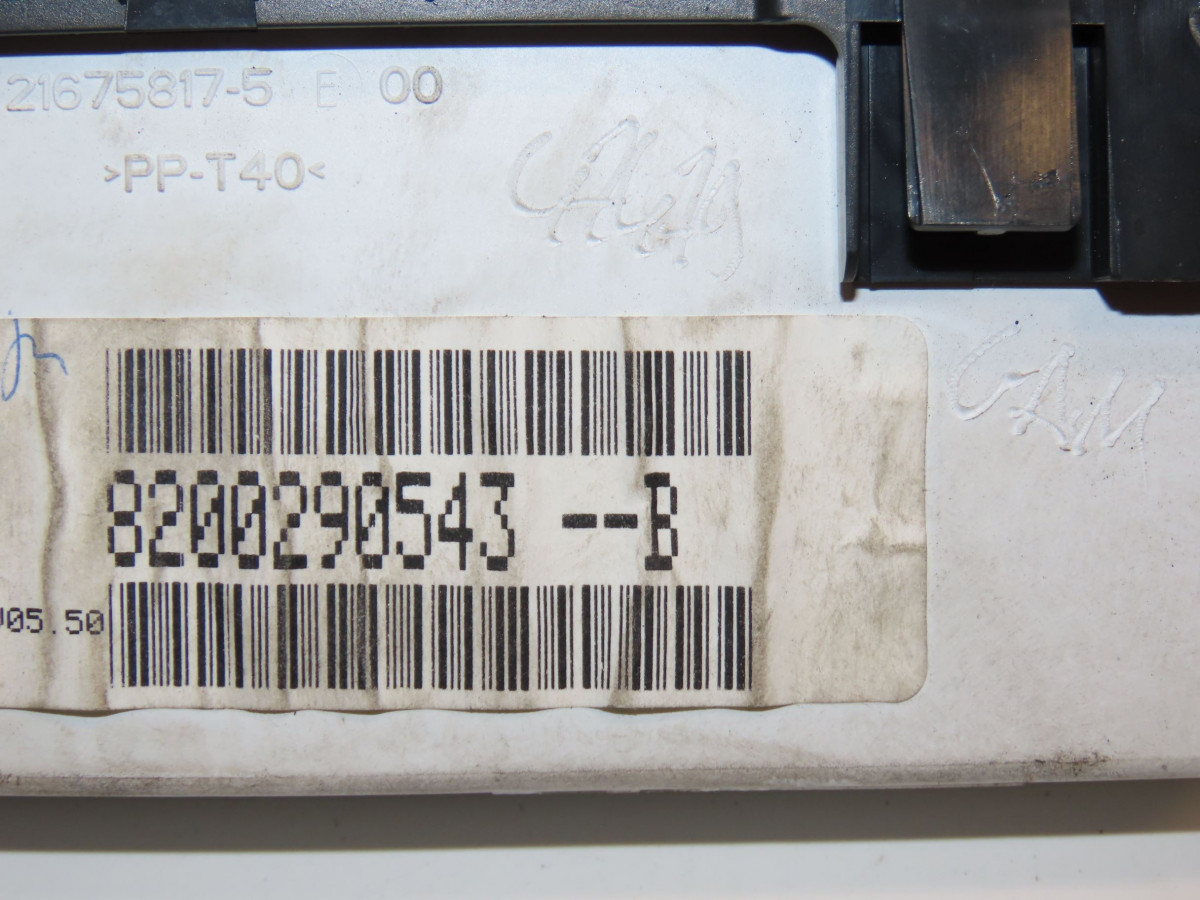 21675817-5 E 00
>PP-T40<
8200290543 --B
05.50